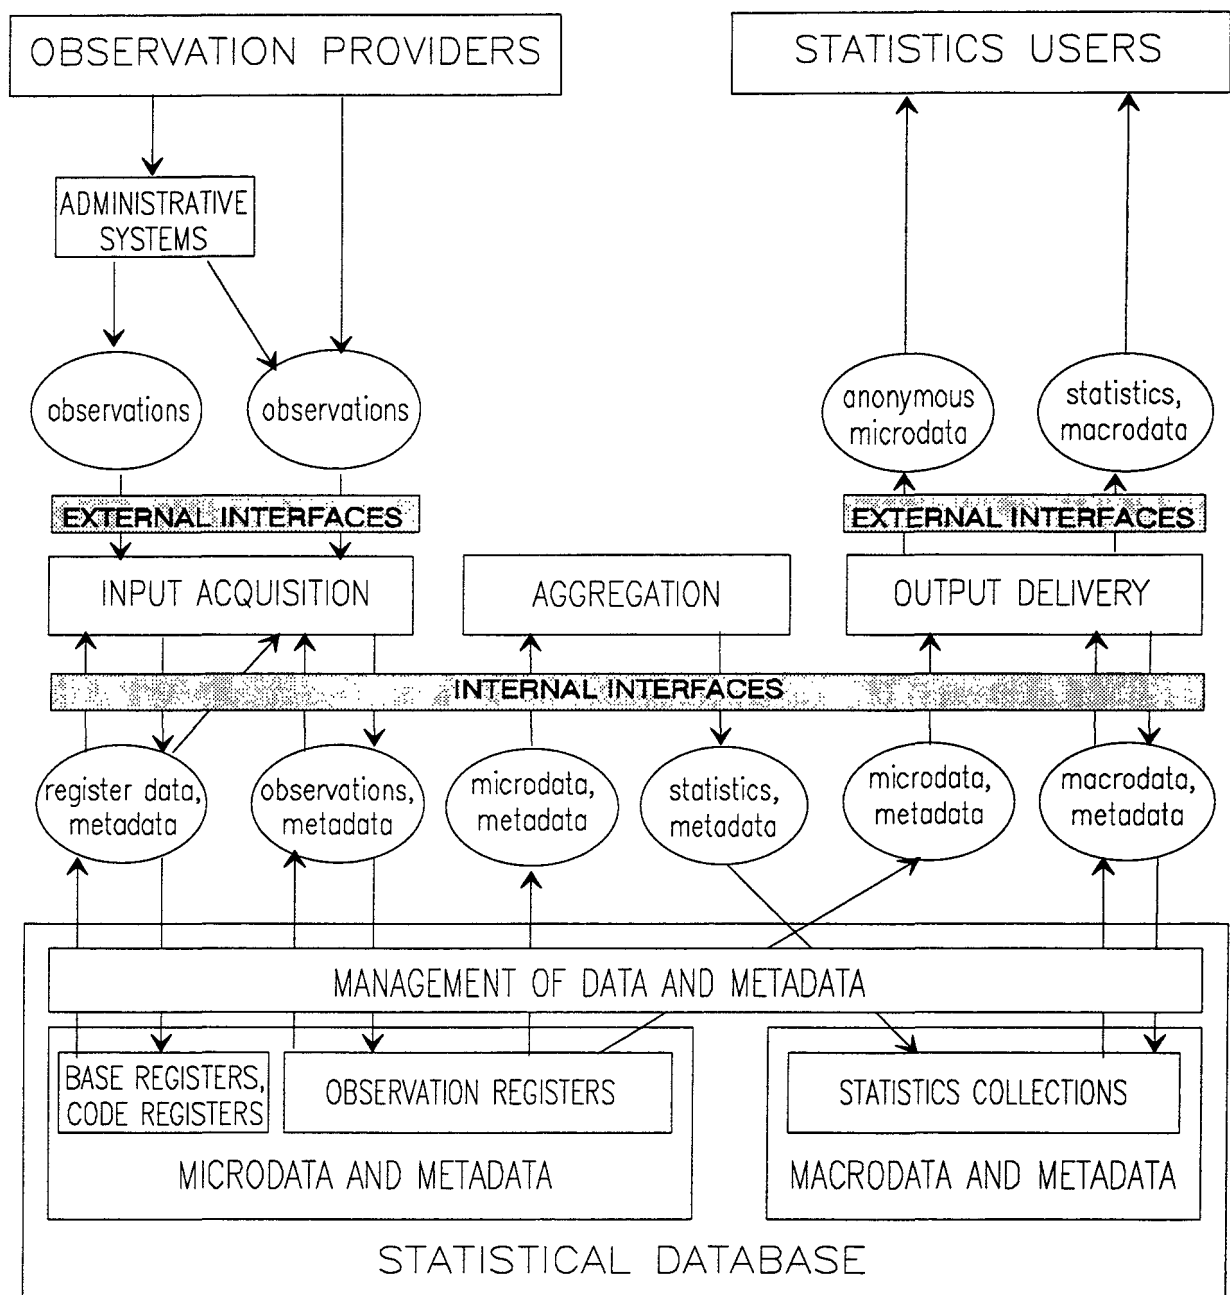 OBSERVATION PROVIDERS
STATISTICS USERS
ADMINISTRATIVE
SYSTEMS
observations
observations
anonymous
microdata
statistics,
macrodata
EXTERNAL INTERFACES
EXTERNAL INTERFACES
INPUT ACQUISITION
AGGREGATION
OUTPUT DELIVERY
INTERNAL INTERFACES
register data,
metadata
observations,
metadata
microdata,
metadata
statistics,
metadata
microdata,
metadata
macrodata,
metadata
MANAGEMENT OF DATA AND METADATA
BASE REGISTERS,
CODE REGISTERS
OBSERVATION REGISTERS
STATISTICS COLLECTIONS
MICRODATA AND METADATA
MACRODATA AND METADATA
STATISTICAL DATABASE